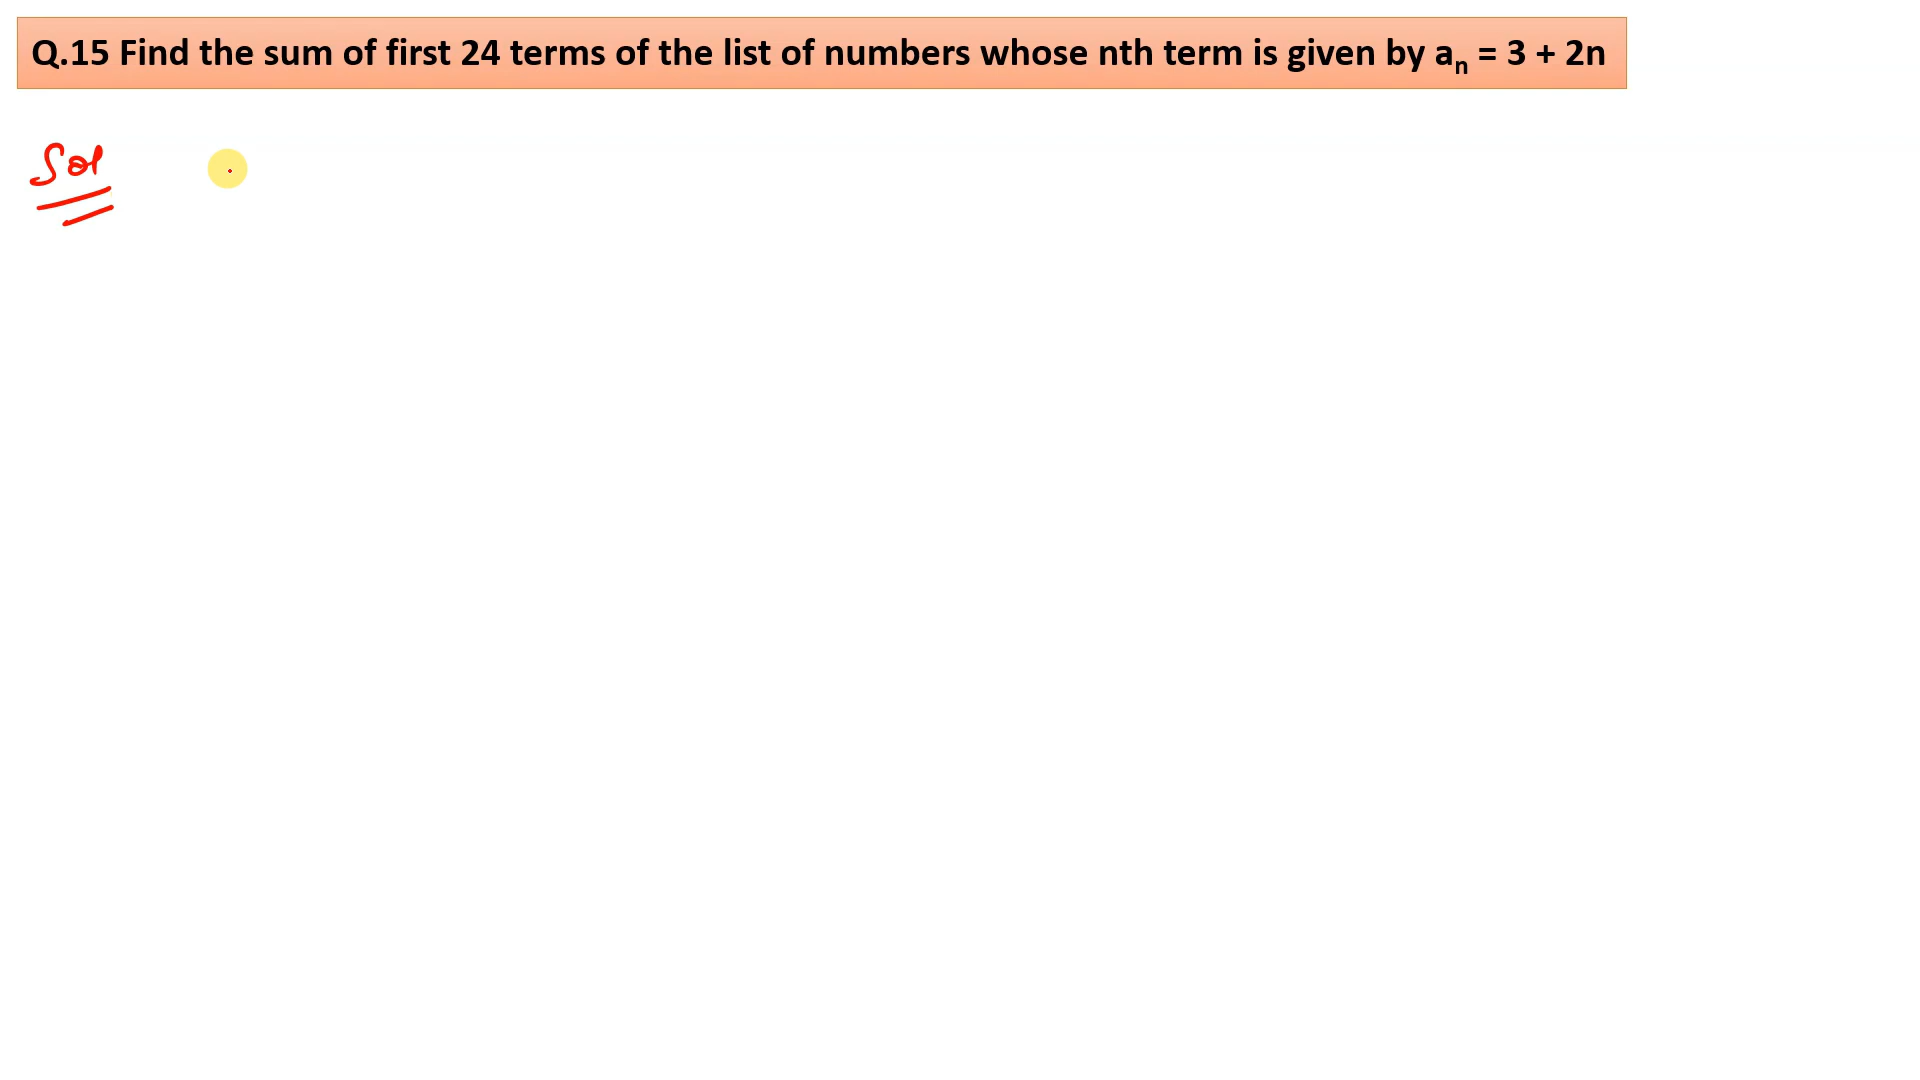 Q.15 Find the sum of first 24 terms of the list of numbers whose nth term is given by aₙ = 3 + 2n
Sol